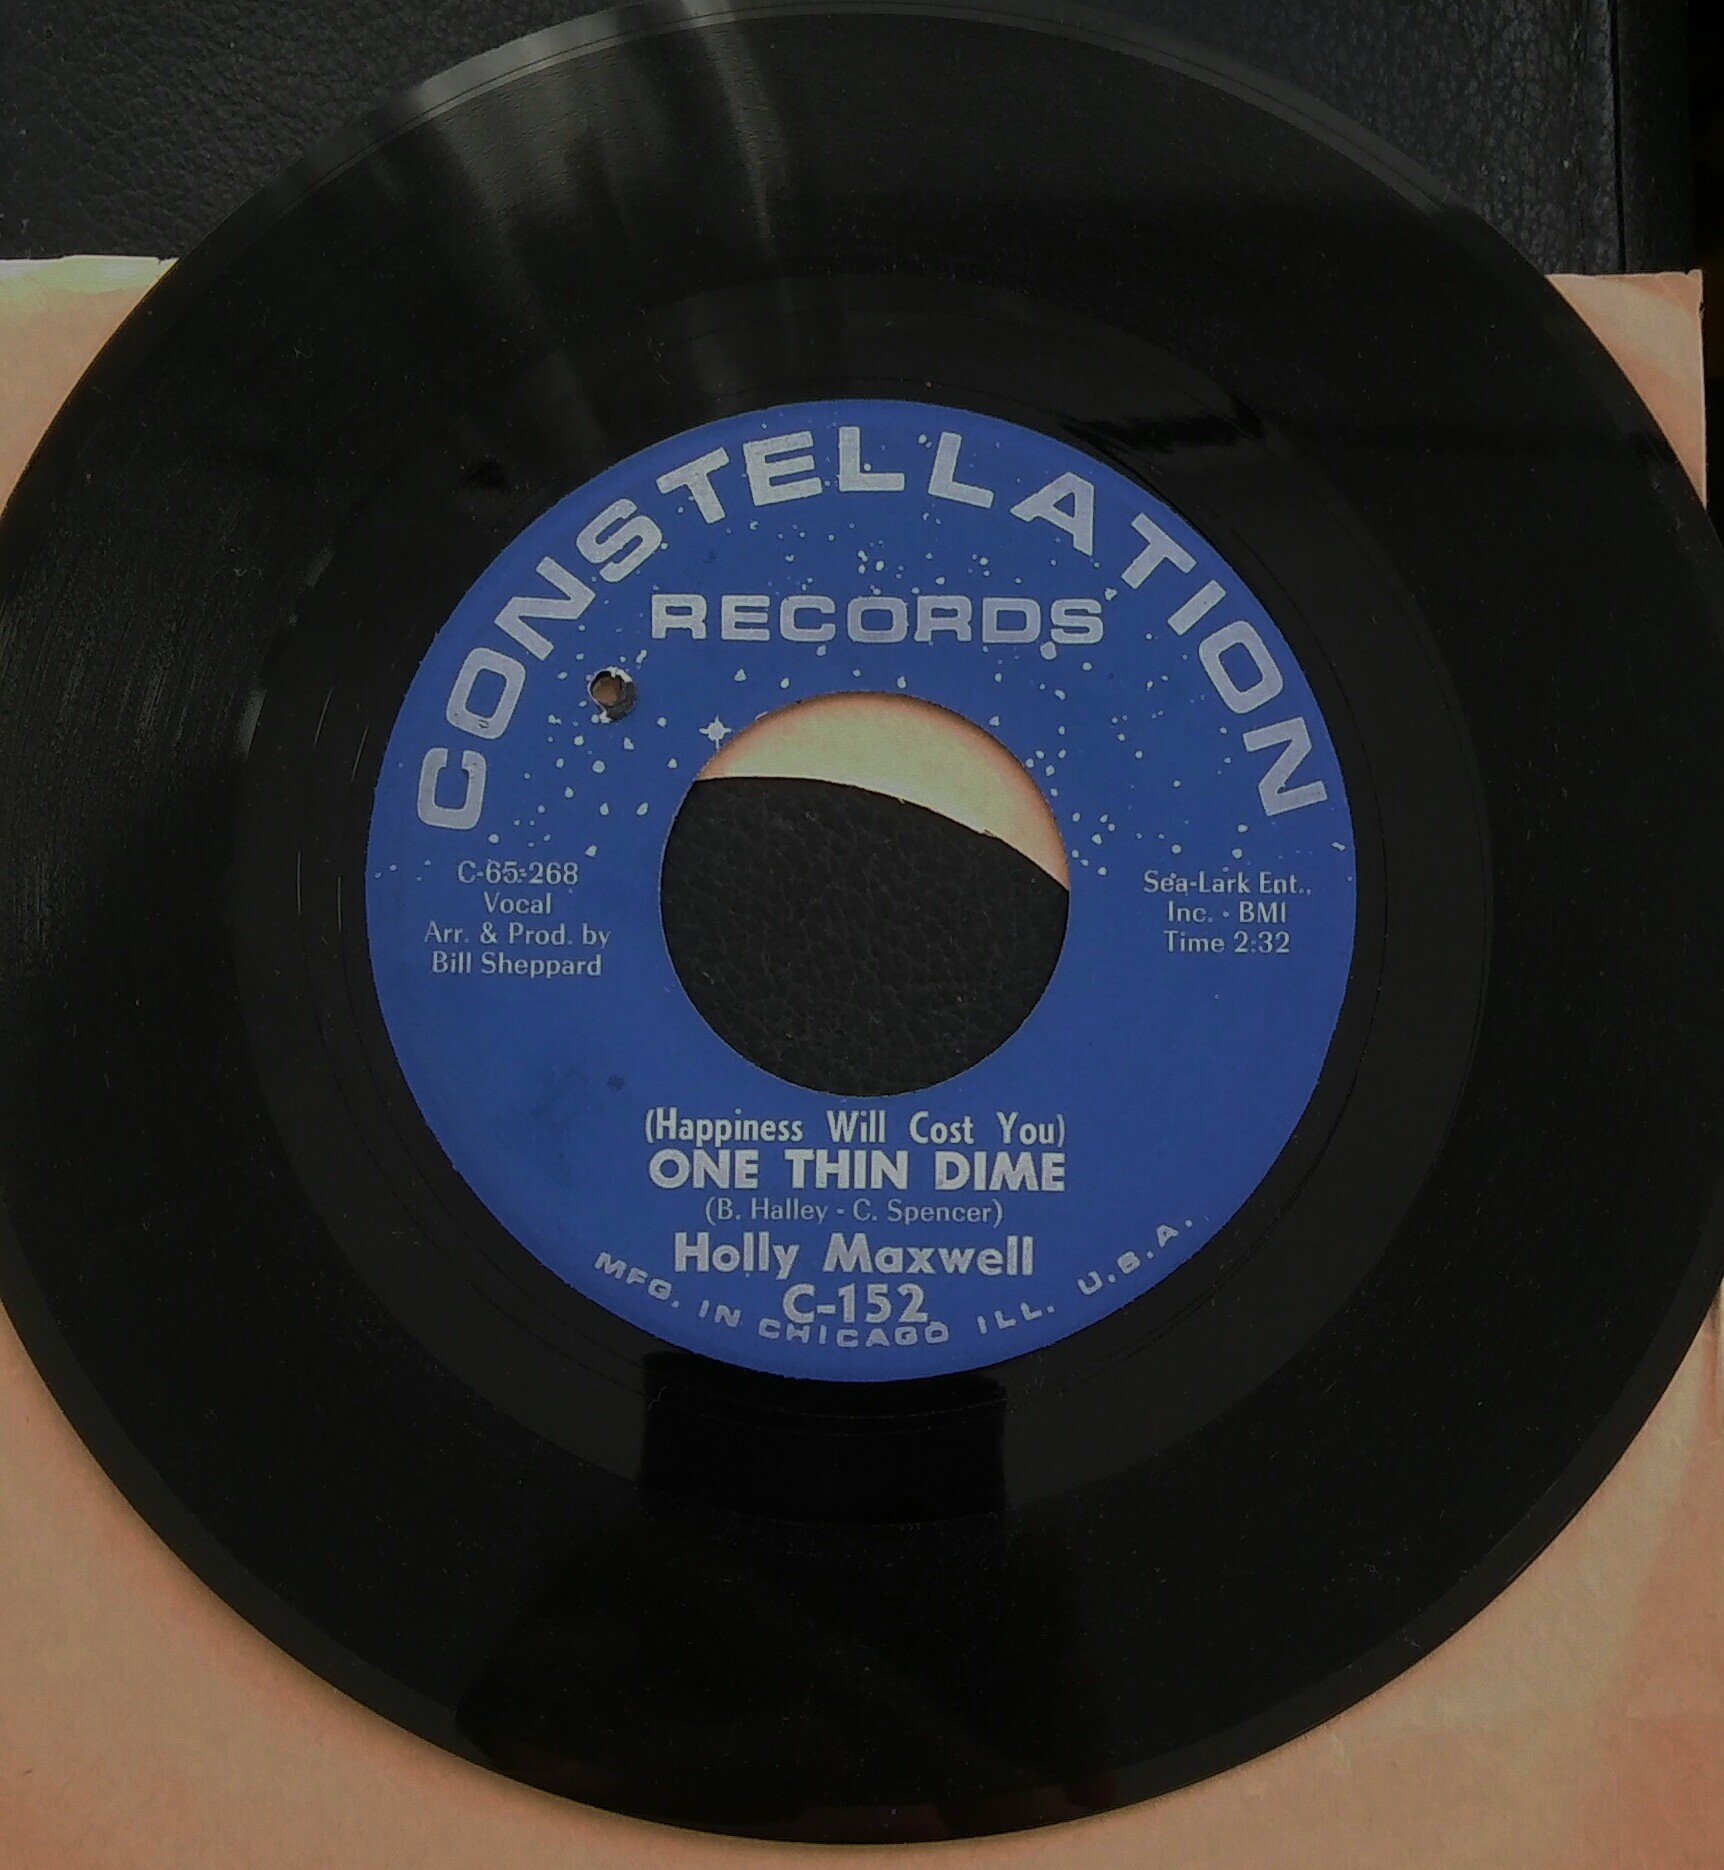 CONSTELLATION
RECORDS
C-65-268
Vocal
Arr. & Prod. by
Bill Sheppard
Sea-Lark Ent.,
Inc. - BMI
Time 2:32
(Happiness Will Cost You)
ONE THIN DIME
(B. Halley - C. Spencer)
Holly Maxwell
C-152
MFG. IN CHICAGO ILL. U.S.A.